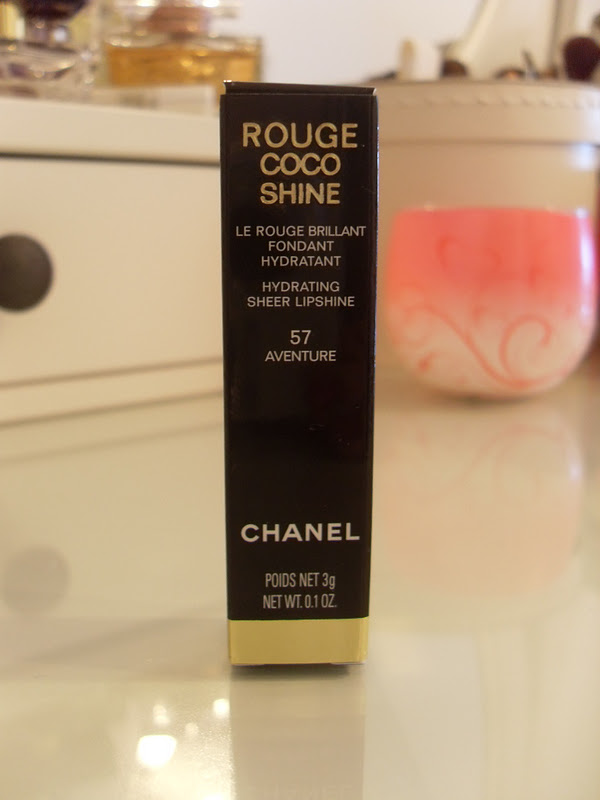 ROUGE
COCO
SHINE
LE ROUGE BRILLANT
FONDANT
HYDRATANT
HYDRATING
SHEER LIPSHINE
57
AVENTURE
CHANEL
POIDS NET 3g
NET WT. 0.1 OZ.